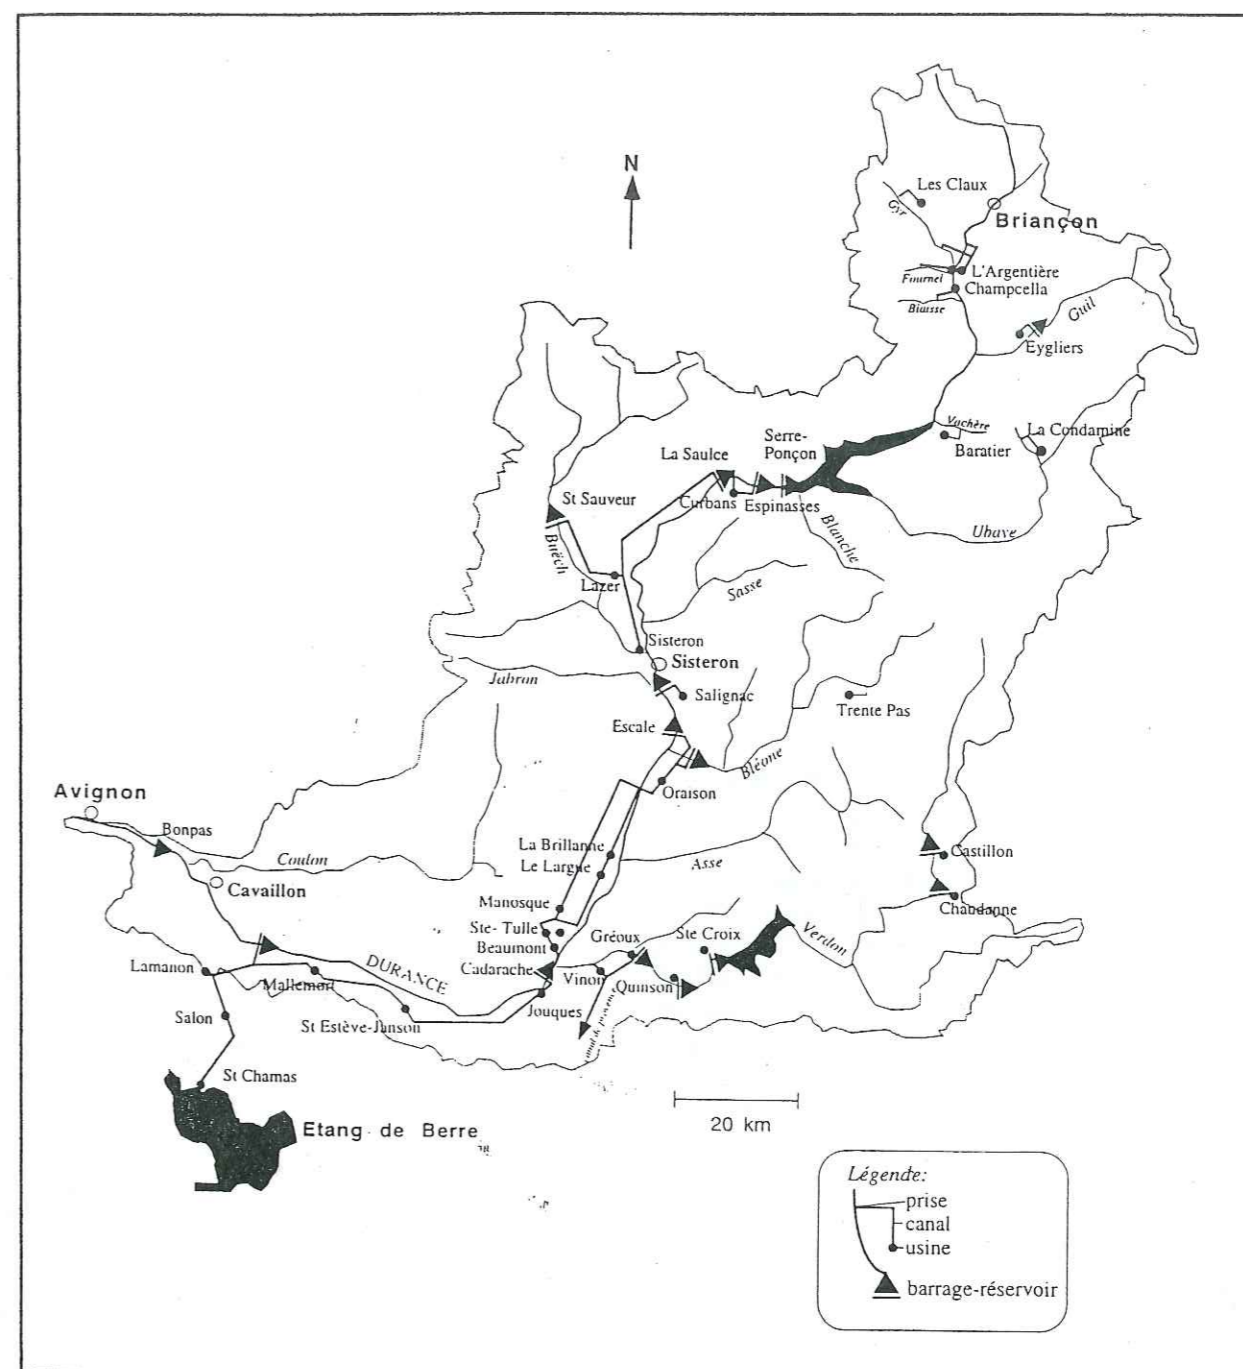 N
Les Claux
Gyr
Briançon
L'Argentière
Fournel
Champcella
Biaisse
Guil
Eygliers
Vachère
La Condamine
Baratier
Serre-
Ponçon
La Saulce
St Sauveur
Curbans
Espinasses
Ubaye
Blanche
Buëch
Lazer
Sasse
Sisteron
Sisteron
Jabron
Salignac
Trente Pas
Escale
Bléone
Oraison
Avignon
Bonpas
La Brillanne
Coulon
Le Largue
Asse
Castillon
Cavaillon
Chaudanne
Manosque
Ste- Tulle
Gréoux
Ste Croix
Verdon
Beaumont
DURANCE
Cadarache
Lamanon
Mallemort
Vinon
Quinson
Jouques
Salon
St Estève-Janson
St Chamas
20 km
Etang de Berre
Légende:
prise
canal
usine
barrage-réservoir